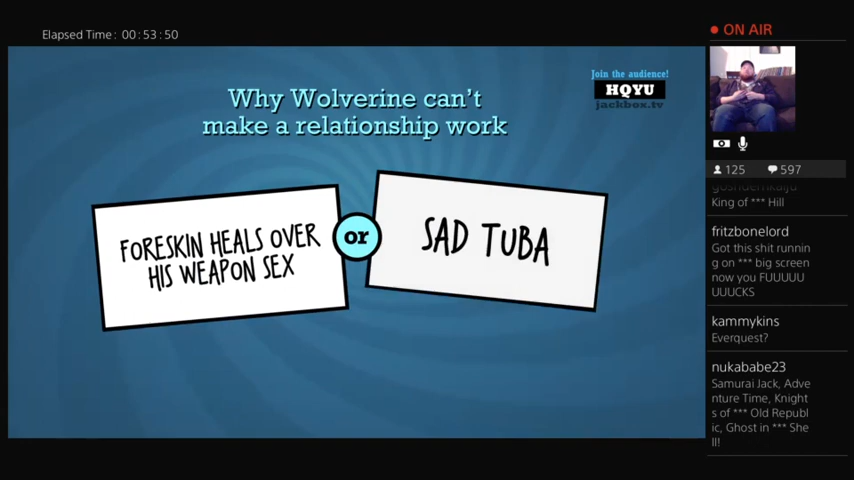 Elapsed Time: 00:53:50
ON AIR
Join the audience!
HQYU
jackbox.tv
Why Wolverine can't
make a relationship work
FORESKIN HEALS OVER
HIS WEAPON SEX
or
SAD TUBA
125
597
King of *** Hill
fritzbonelord
Got this shit runnin
g on *** big screen
now you FUUUUU
UUUCKS
kammykins
Everquest?
nukababe23
Samurai Jack, Adve
nture Time, Knight
s of *** Old Republ
ic, Ghost in *** She
ll!